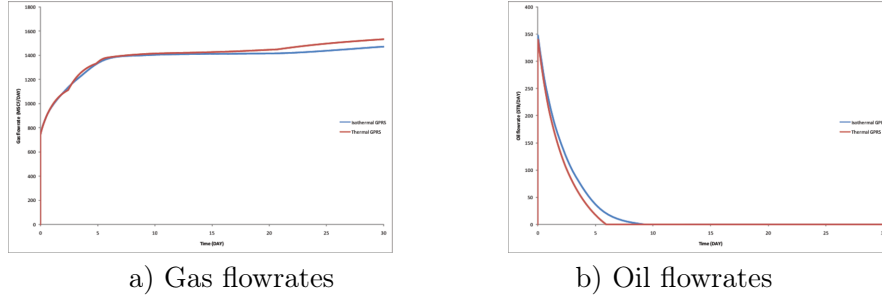 1800
1600
1400
1200
1000
800
600
400
200
0
Gas flowrate (MSCF/DAY)
0 5 10 15 20 25 30
Time (DAY)
Isothermal GPRS
Thermal GPRS
a) Gas flowrates
400
350
300
250
200
150
100
50
0
Oil flowrate (STB/DAY)
0 5 10 15 20 25 30
Time (DAY)
Isothermal GPRS
Thermal GPRS
b) Oil flowrates